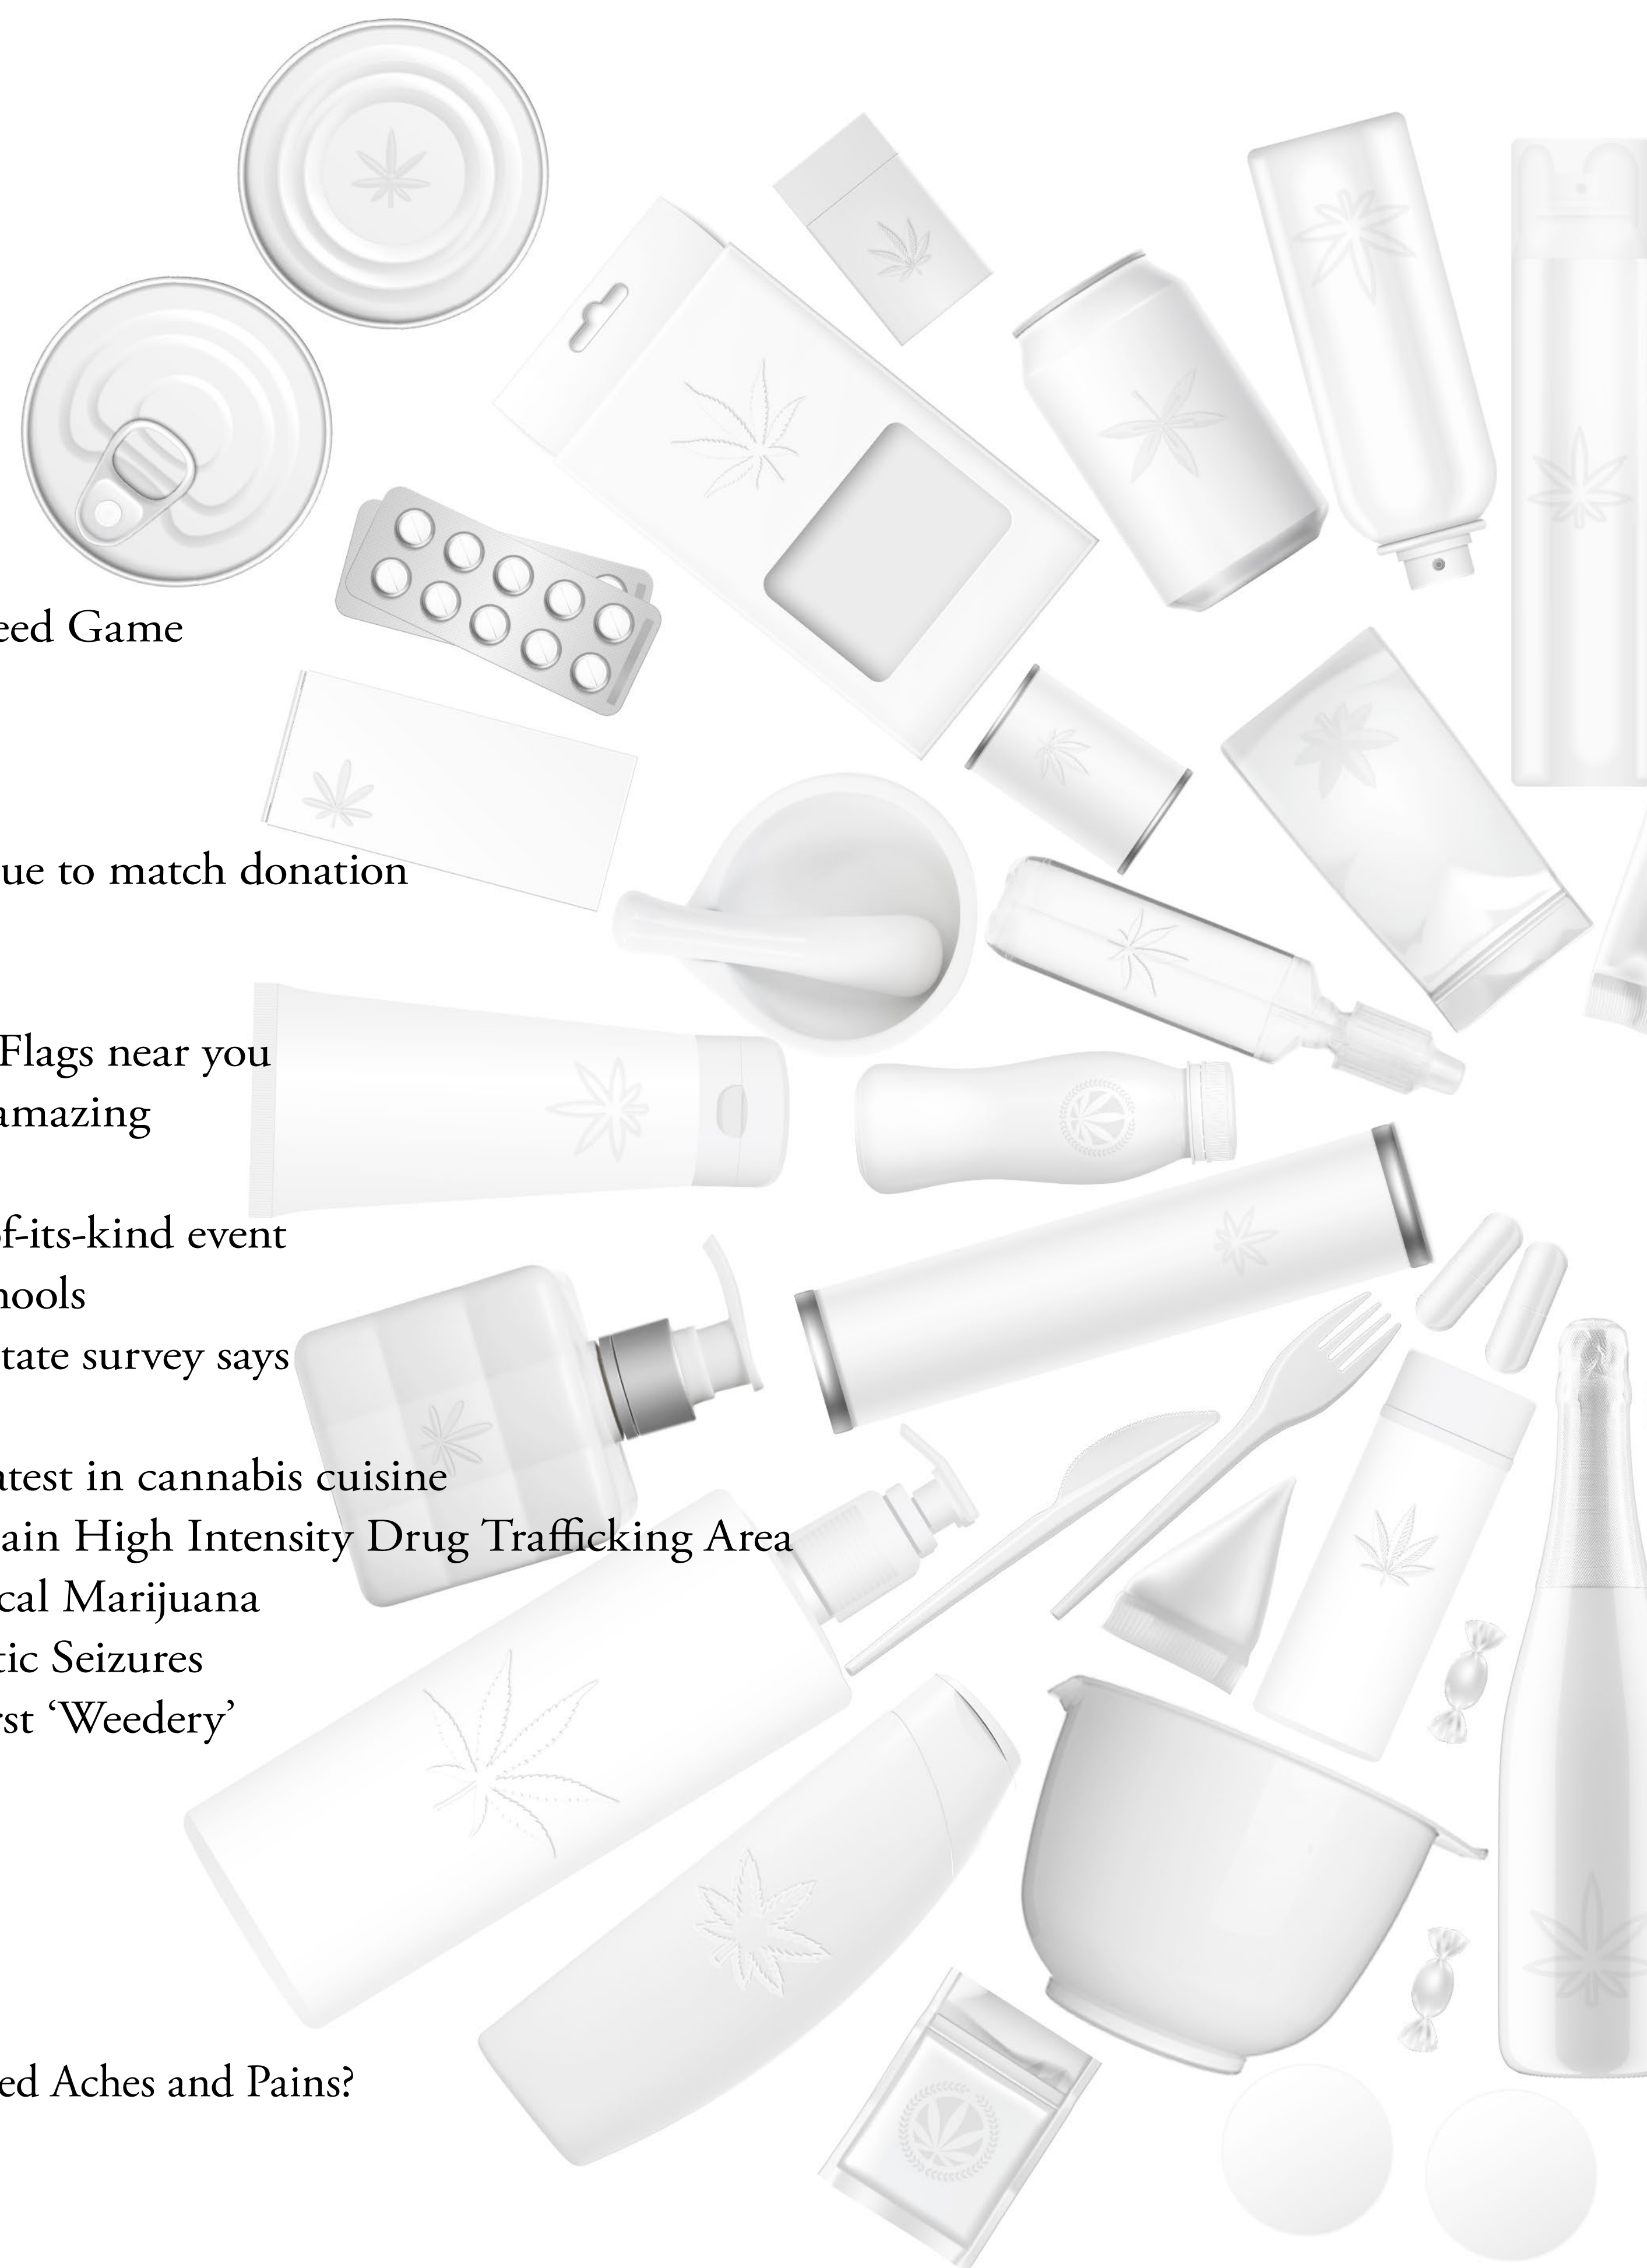 eed Game
ue to match donation
Flags near you
amazing
f-its-kind event
hools
tate survey says
atest in cannabis cuisine
ain High Intensity Drug Trafficking Area
cal Marijuana
tic Seizures
rst ‘Weedery’
ed Aches and Pains?